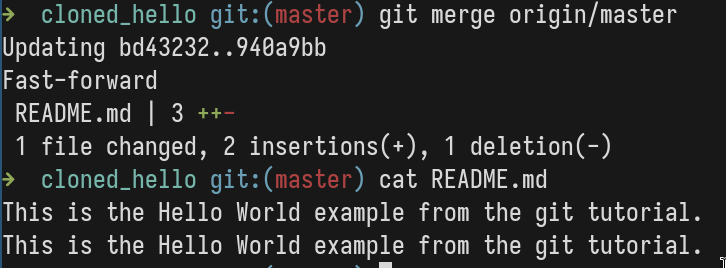 ➜  cloned_hello git:(master) git merge origin/master
Updating bd43232..940a9bb
Fast-forward
 README.md | 3 ++-
 1 file changed, 2 insertions(+), 1 deletion(-)
➜  cloned_hello git:(master) cat README.md
This is the Hello World example from the git tutorial.
This is the Hello World example from the git tutorial.